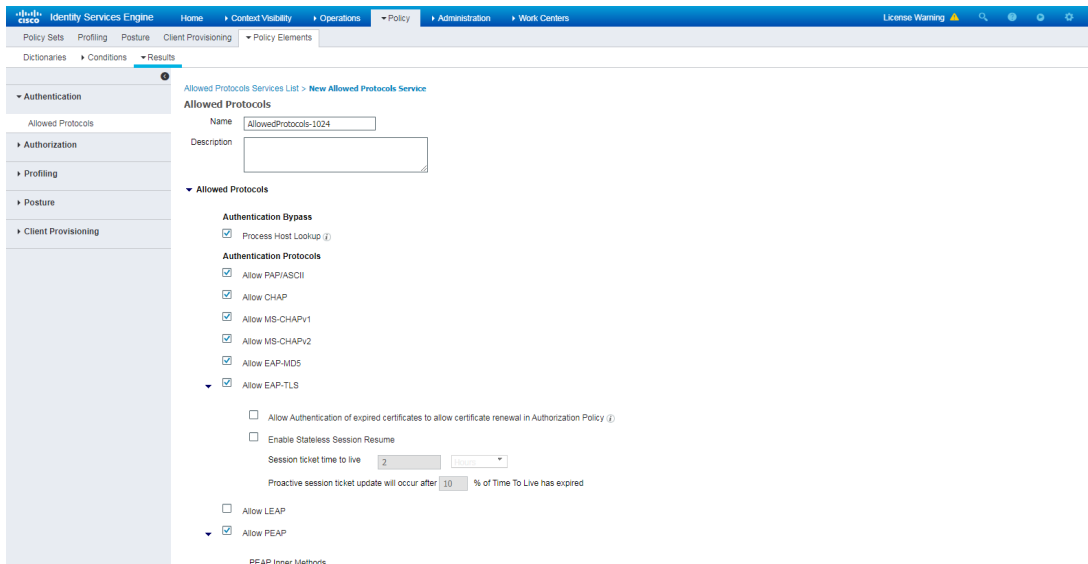 cisco Identity Services Engine Home Context Visibility Operations Policy Administration Work Centers License Warning
Policy Sets Profiling Posture Client Provisioning Policy Elements
Dictionaries Conditions Results
Authentication
Allowed Protocols
Authorization
Profiling
Posture
Client Provisioning
Allowed Protocols Services List > New Allowed Protocols Service
Allowed Protocols
Name AllowedProtocols-1024
Description
Allowed Protocols
Authentication Bypass
Process Host Lookup
Authentication Protocols
Allow PAP/ASCII
Allow CHAP
Allow MS-CHAPv1
Allow MS-CHAPv2
Allow EAP-MD5
Allow EAP-TLS
Allow Authentication of expired certificates to allow certificate renewal in Authorization Policy
Enable Stateless Session Resume
Session ticket time to live 2 Hours
Proactive session ticket update will occur after 10 % of Time To Live has expired
Allow LEAP
Allow PEAP
PEAP Inner Methods